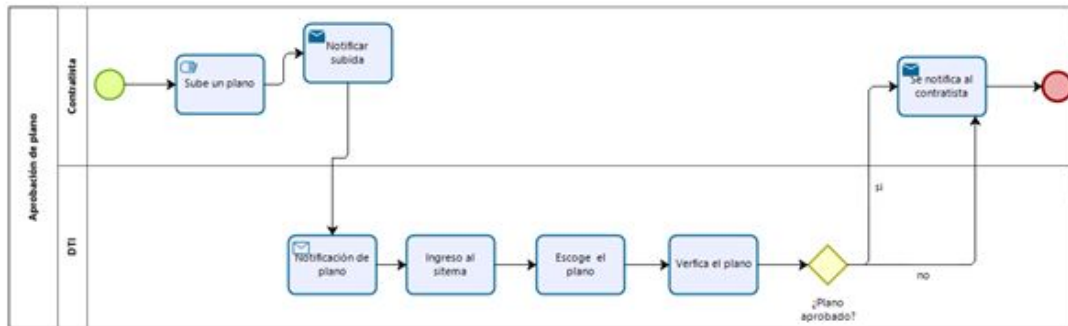 Aprobación de plano
Contratista
Sube un plano
Notificar
subida
Se notifica al
contratista
DTI
Notificación de
plano
Ingreso al
sitema
Escoge el
plano
Verfica el plano
¿Plano
aprobado?
si
no